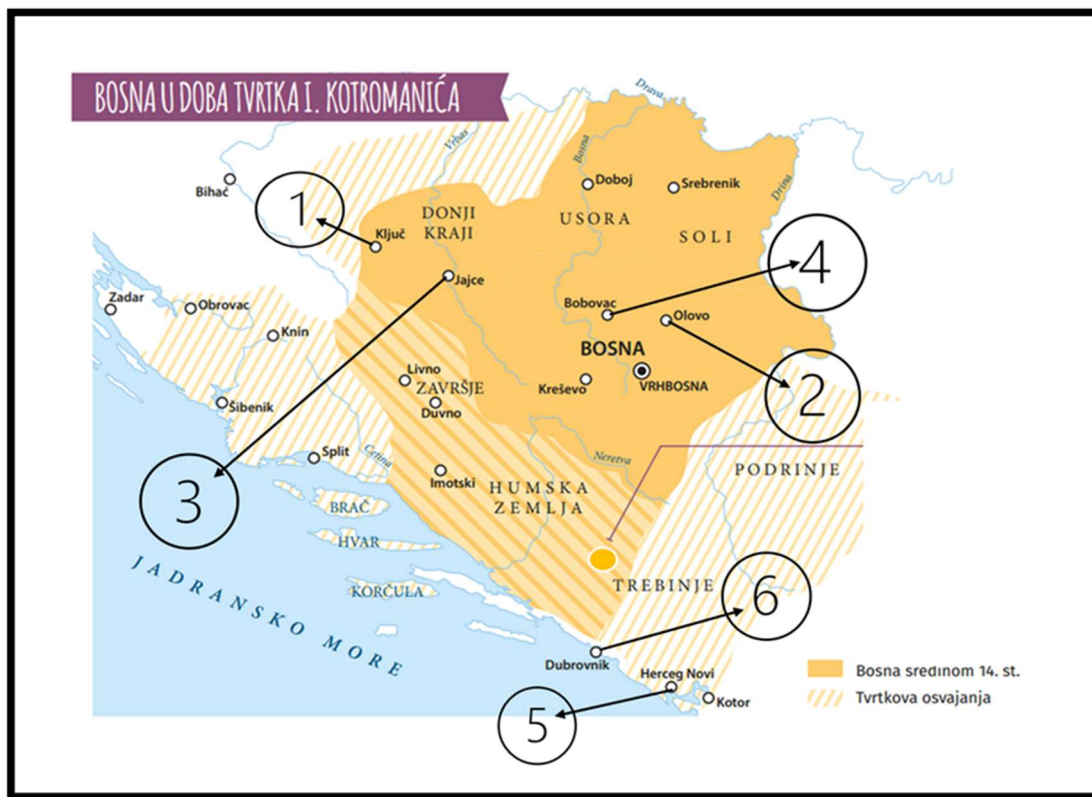 BOSNA U DOBA TVRTKA I. KOTROMANIĆA
Drava
Vrbas
Bosna
Bihać
Doboj
Srebrenik
Drina
1
DONJI
KRAJI
USORA
SOLI
Ključ
4
Jajce
Zadar
Obrovac
Bobovac
Olovo
Knin
BOSNA
Livno
ZAVRŠJE
Kreševo
VRHBOSNA
2
Duvno
Šibenik
Split
Cetina
Neretva
PODRINJE
Imotski
3
HUMSKA
ZEMLJA
BRAČ
HVAR
TREBINJE
KORČULA
6
JADRANSKO MORE
Dubrovnik
Herceg Novi
Kotor
5
Bosna sredinom 14. st.
Tvrtkova osvajanja